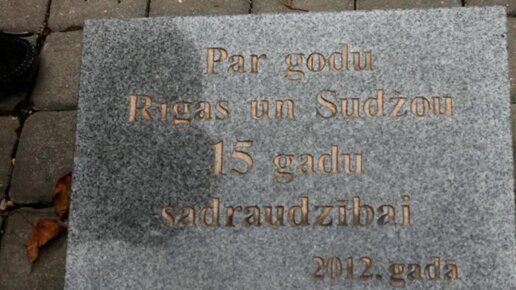 Par godu
Rīgas un Sudžou
15 gadu
sadraudzībai
2012. gadā